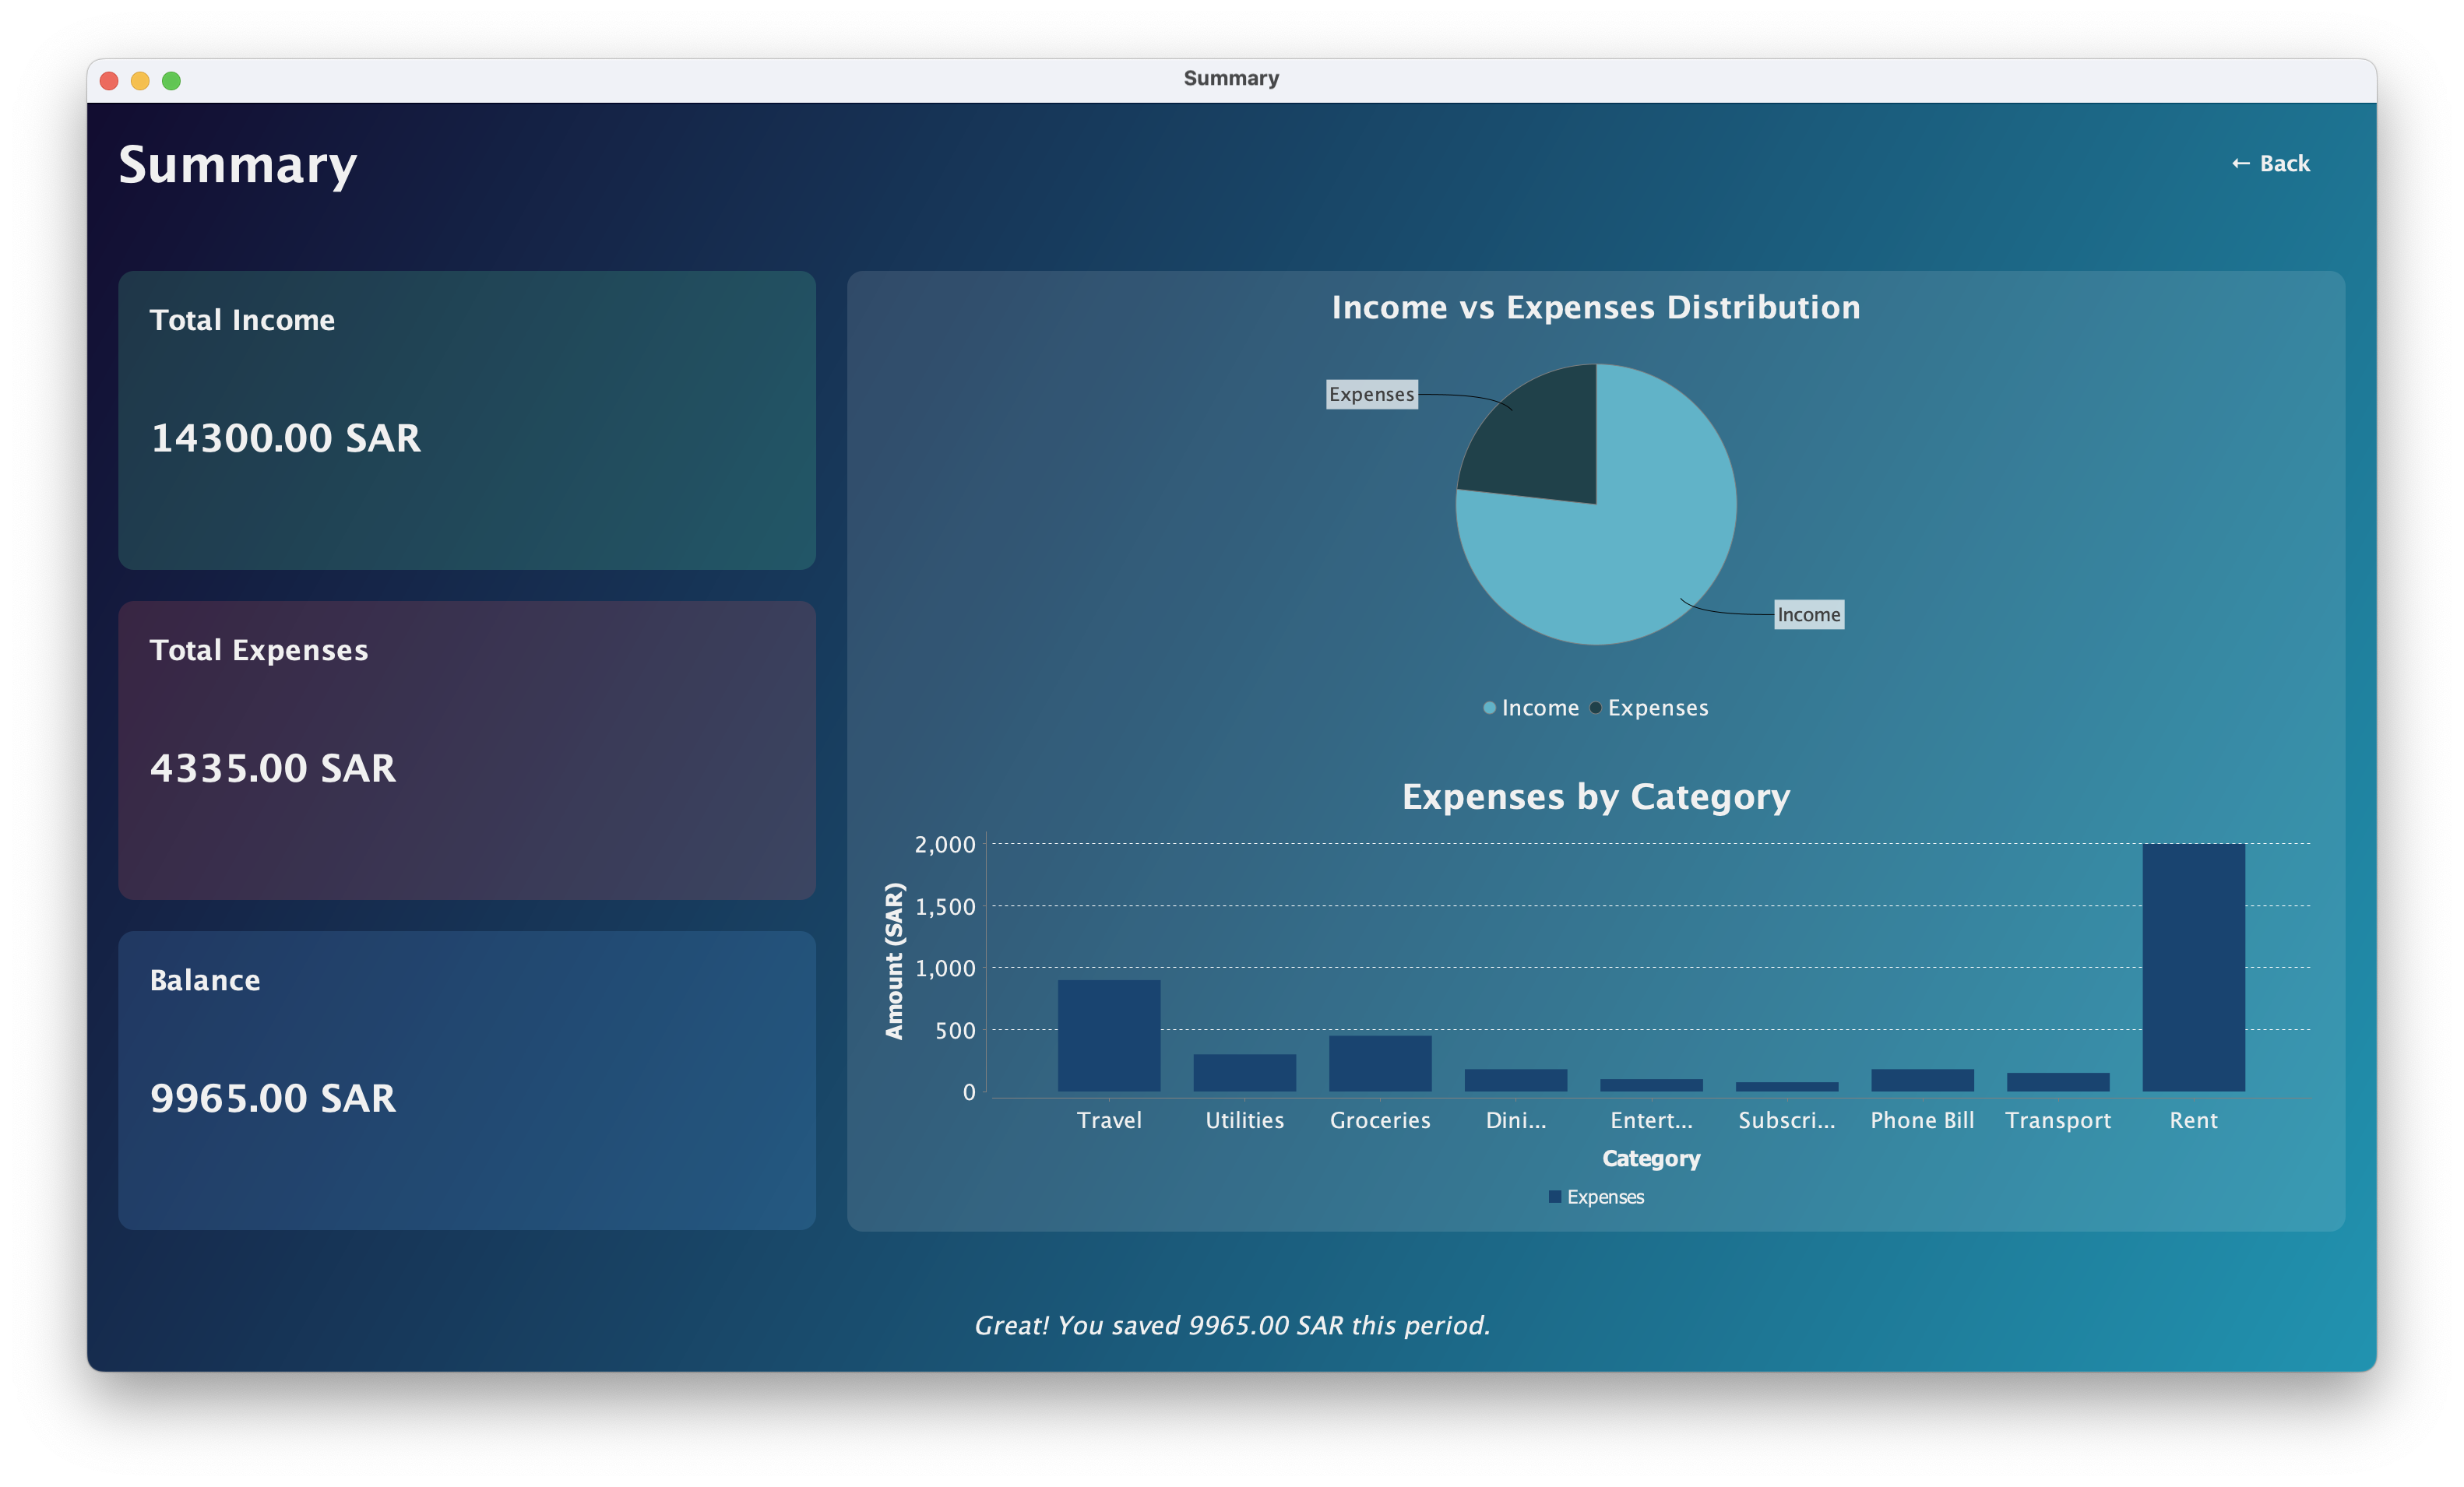 Summary
Summary
← Back
Total Income
14300.00 SAR
Total Expenses
4335.00 SAR
Balance
9965.00 SAR
Income vs Expenses Distribution
Expenses
Income
Income
Expenses
Expenses by Category
Amount (SAR)
2,000
1,500
1,000
500
0
Travel
Utilities
Groceries
Dini...
Entert...
Subscri...
Phone Bill
Transport
Rent
Category
Expenses
Great! You saved 9965.00 SAR this period.